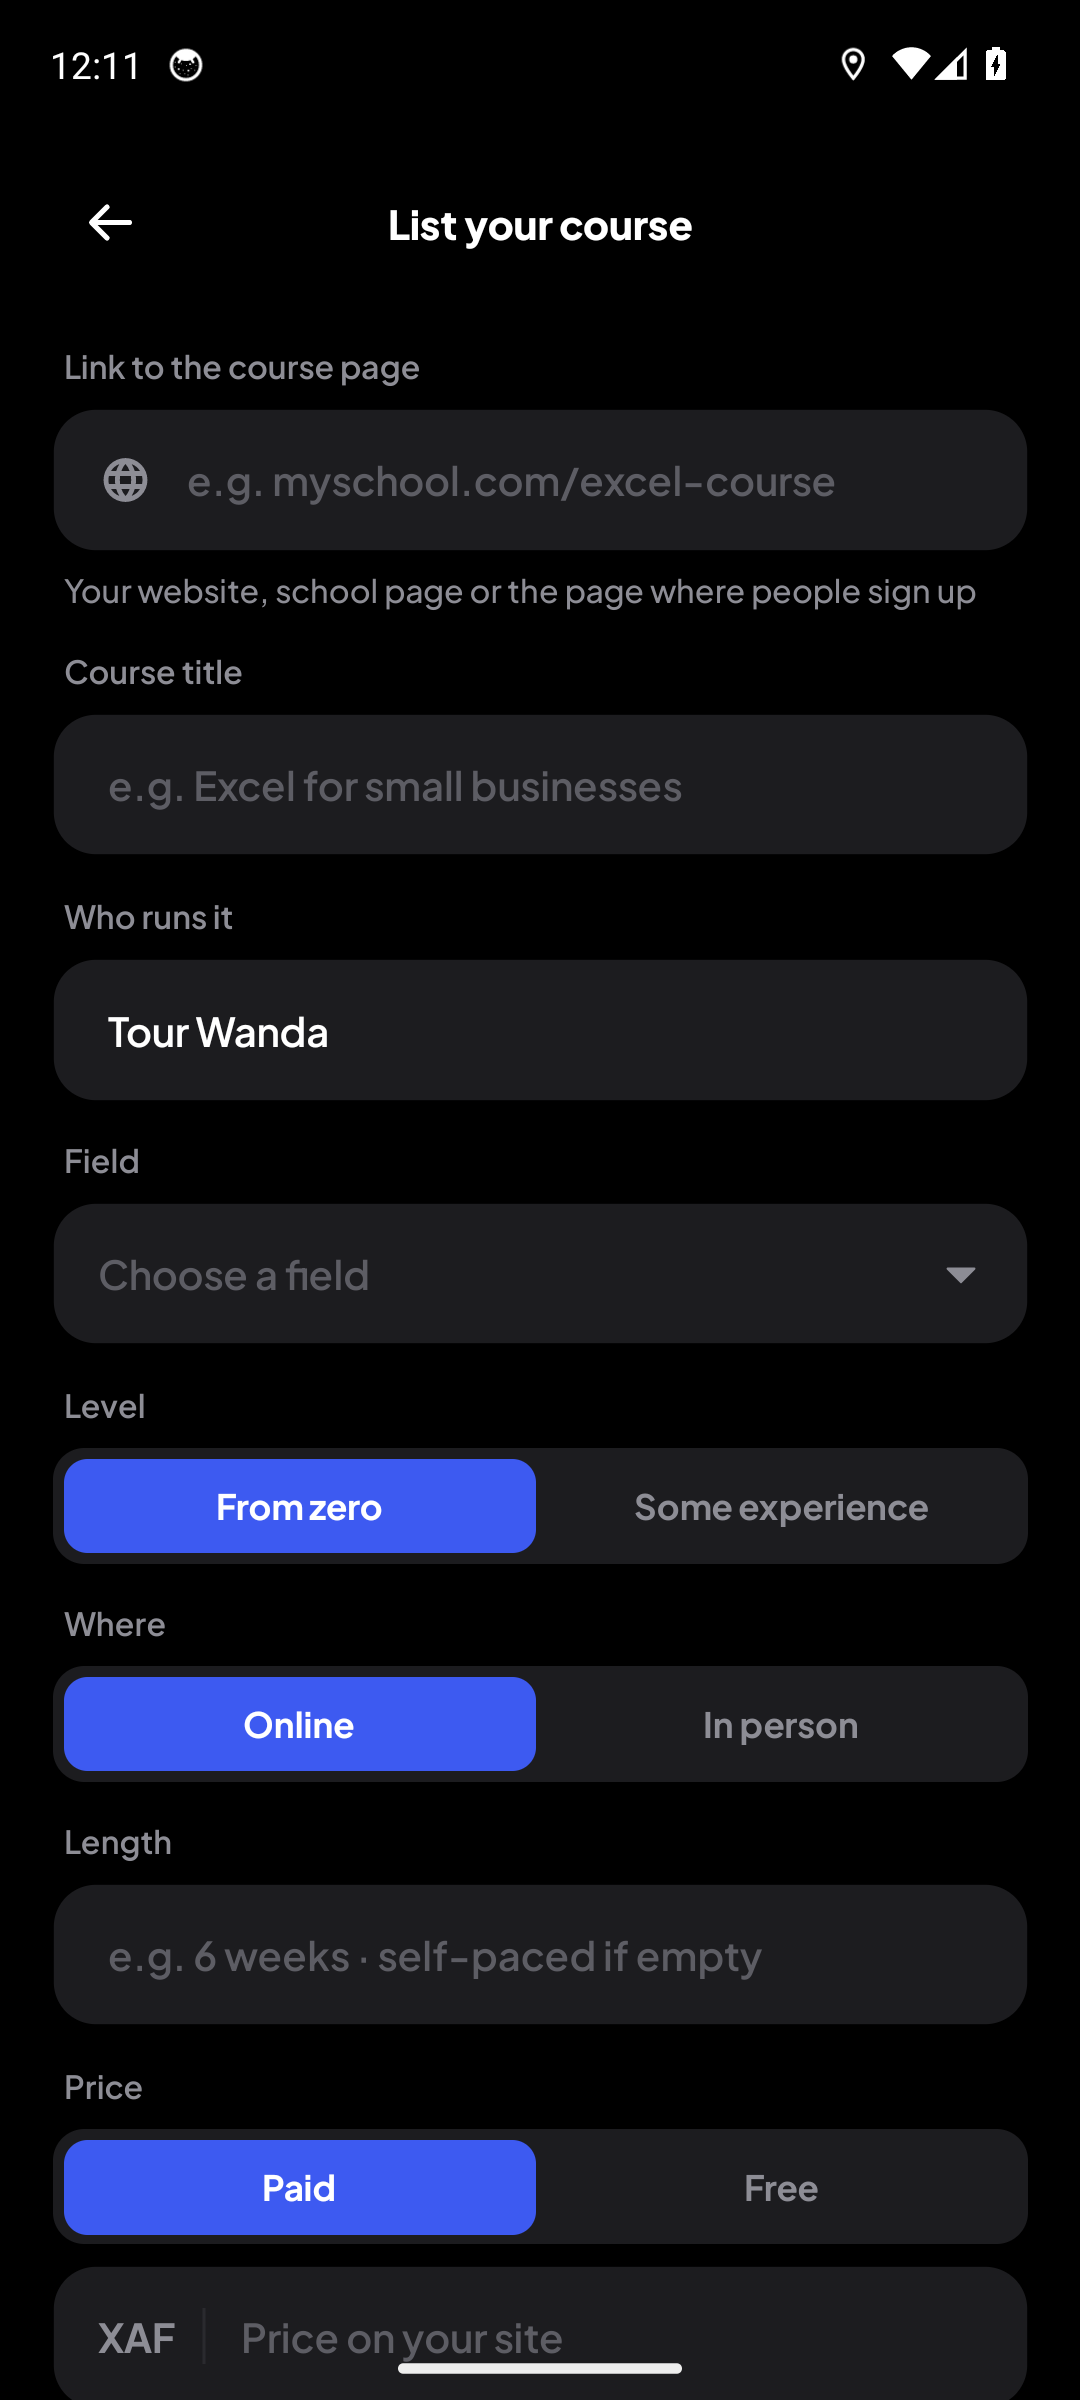 12:11
List your course
Link to the course page
e.g. myschool.com/excel-course
Your website, school page or the page where people sign up
Course title
e.g. Excel for small businesses
Who runs it
Tour Wanda
Field
Choose a field
Level
From zero
Some experience
Where
Online
In person
Length
e.g. 6 weeks · self-paced if empty
Price
Paid
Free
XAF
Price on your site